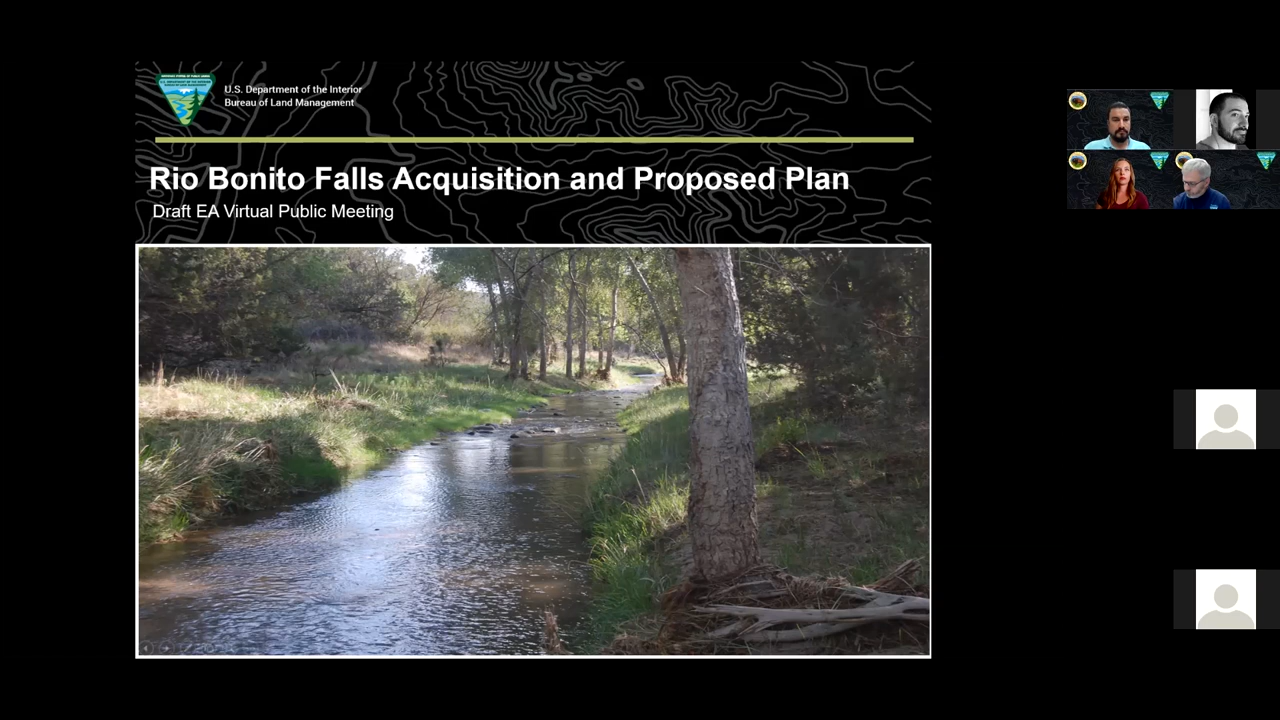 U.S. Department of the Interior
Bureau of Land Management
Rio Bonito Falls Acquisition and Proposed Plan
Draft EA Virtual Public Meeting